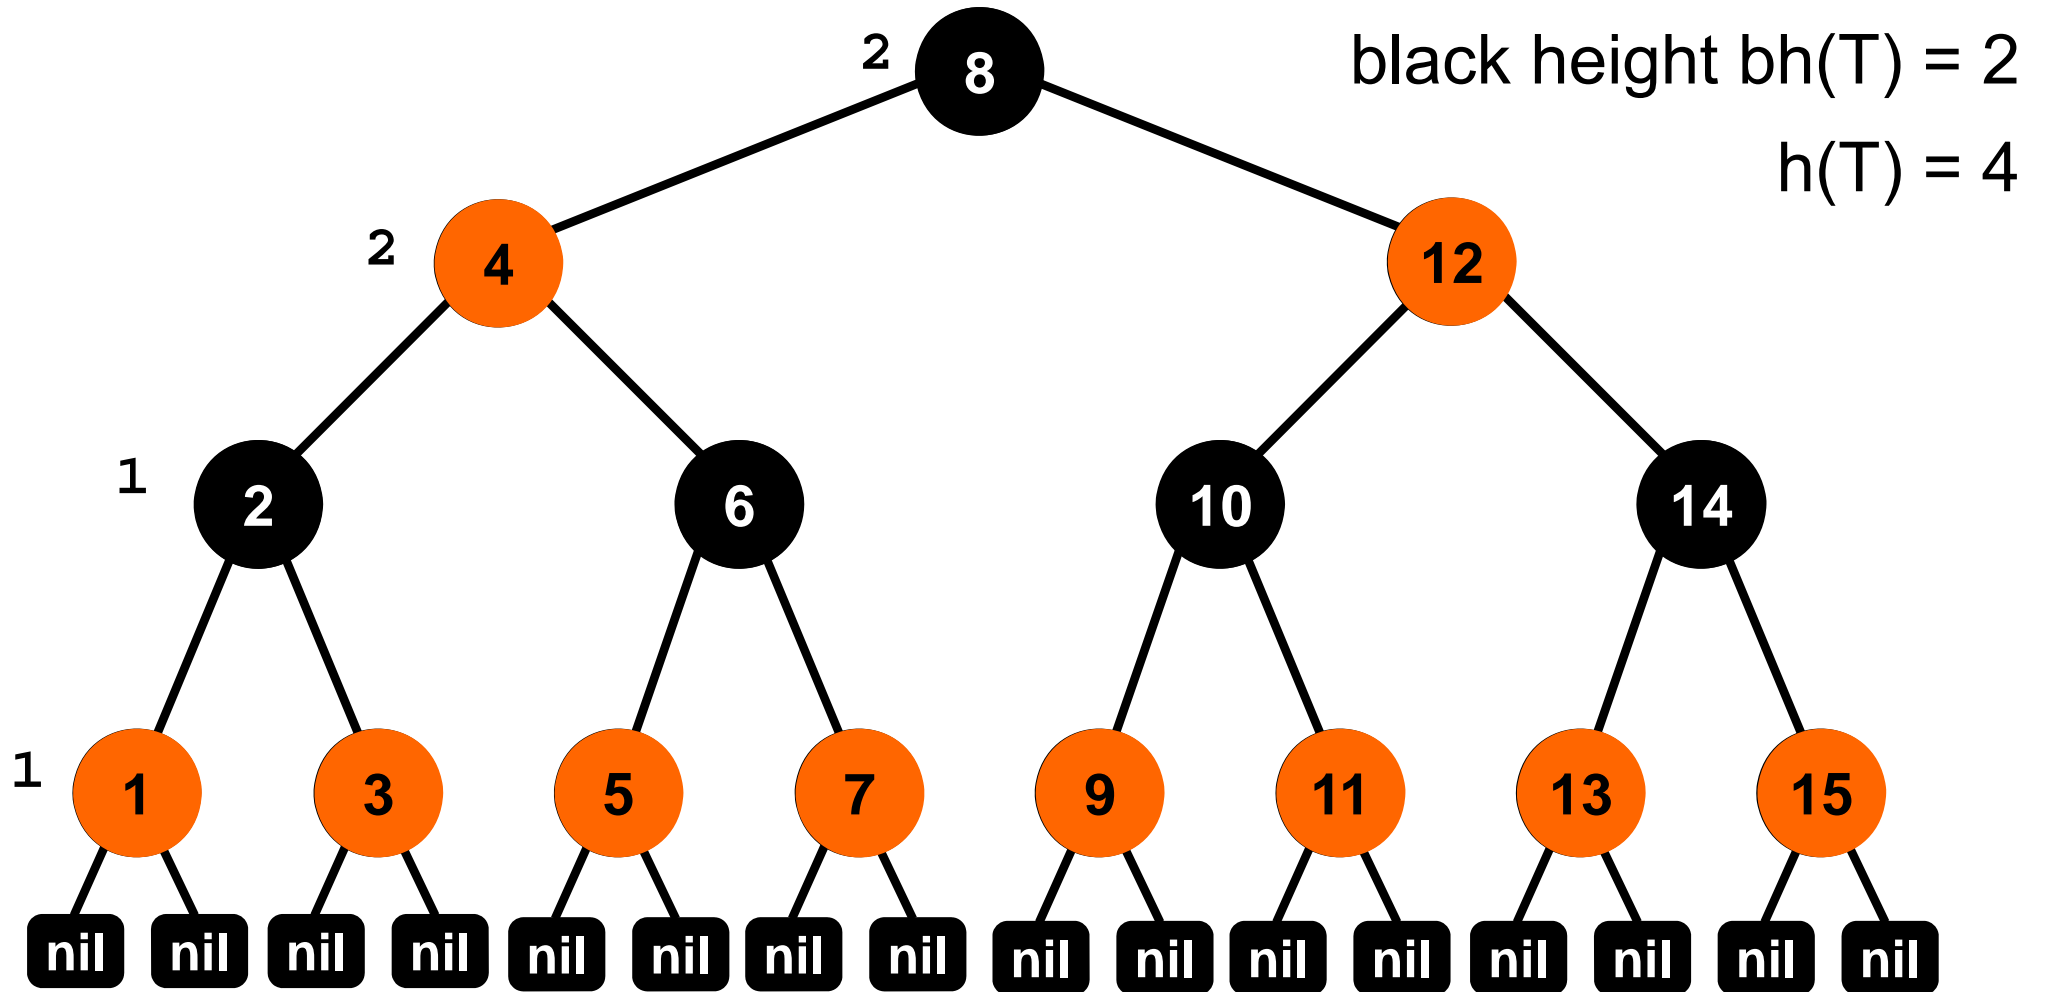 2 8 black height bh(T) = 2
h(T) = 4
2 4 12
1 2 6 10 14
1 1 3 5 7 9 11 13 15
nil nil nil nil nil nil nil nil nil nil nil nil nil nil nil nil